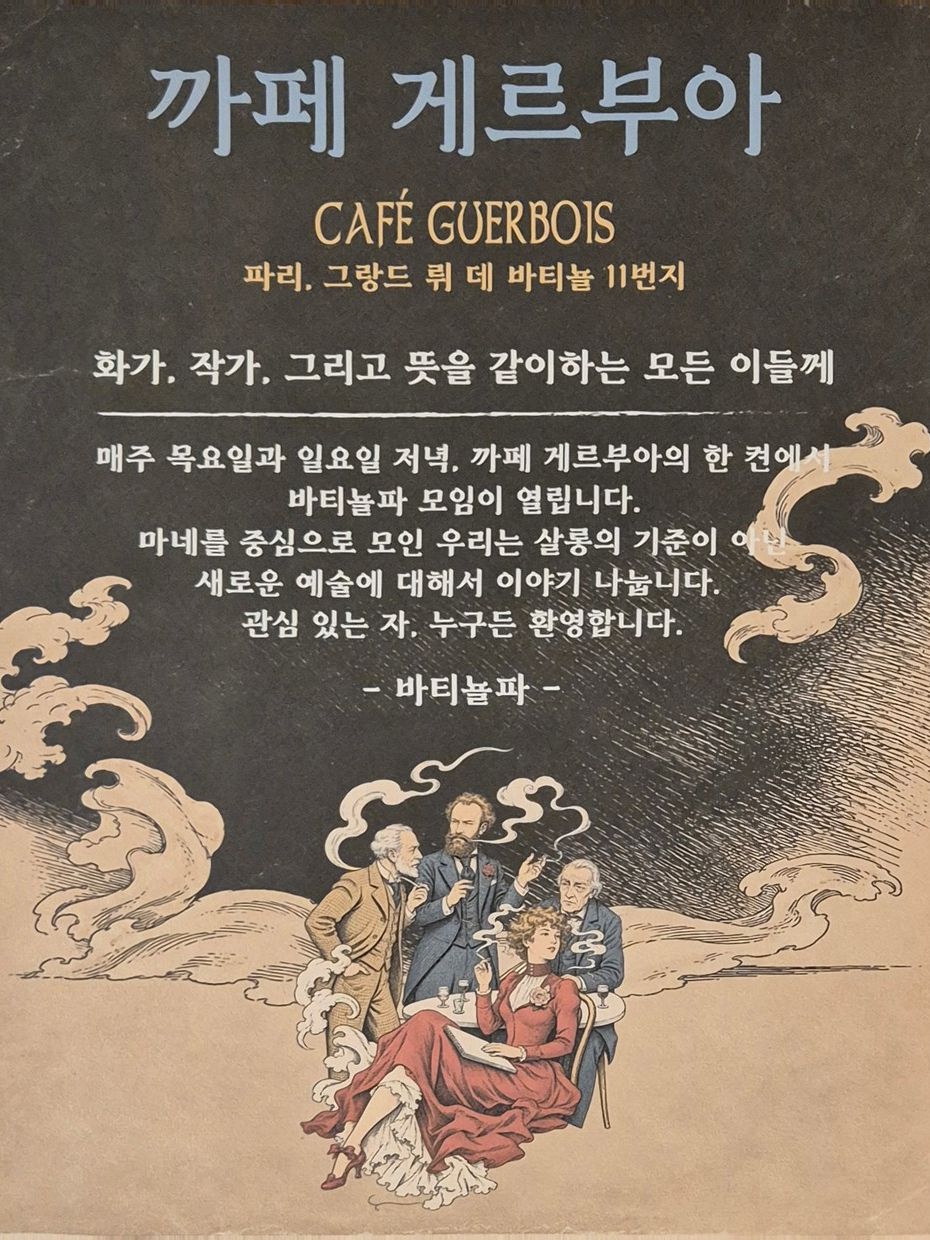 까페 게르부아
CAFÉ GUERBOIS
파리, 그랑드 뤼 데 바티뇰 11번지
화가, 작가, 그리고 뜻을 같이하는 모든 이들께
매주 목요일과 일요일 저녁, 까페 게르부아의 한 켠에서
바티뇰파 모임이 열립니다.
마네를 중심으로 모인 우리는 살롱의 기준이 아닌
새로운 예술에 대해서 이야기 나눕니다.
관심 있는 자, 누구든 환영합니다.
- 바티뇰파 -